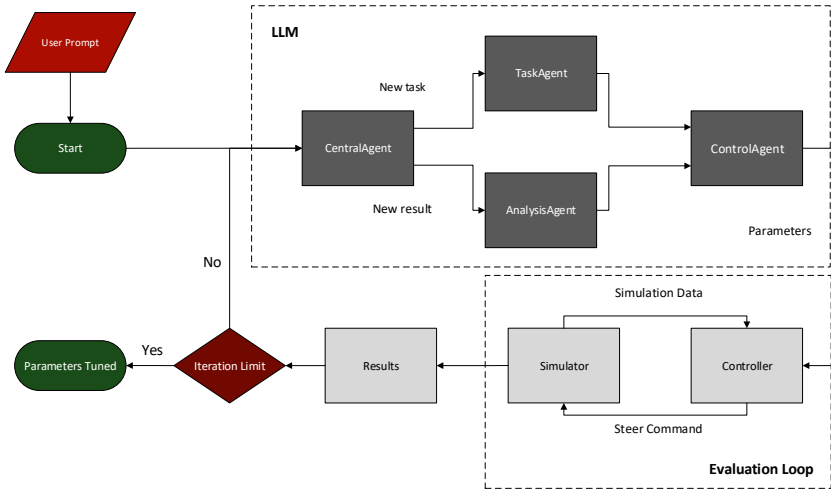 User Prompt
LLM
TaskAgent
New task
Start
CentralAgent
ControlAgent
New result
AnalysisAgent
Parameters
No
Simulation Data
Yes
Parameters Tuned
Iteration Limit
Results
Simulator
Controller
Steer Command
Evaluation Loop